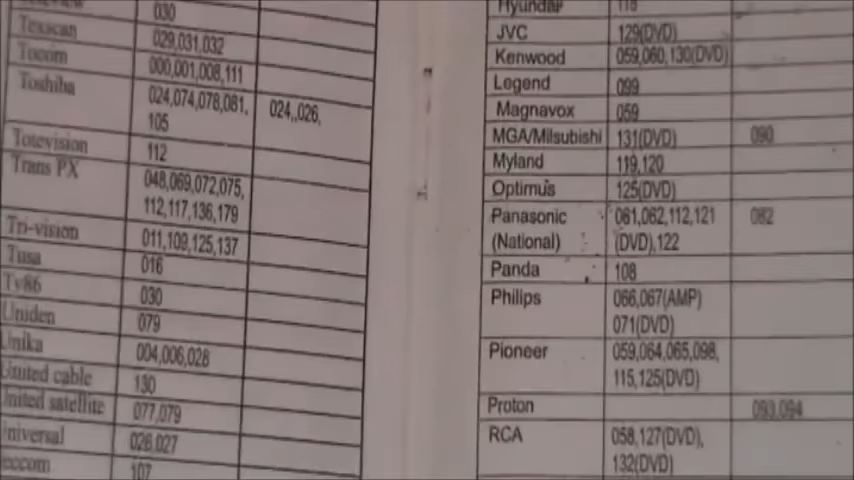 030
Texscan 029,031,032
Tocom 000,001,008,111
Toshiba 024,074,078,081, 024,,026,
105
Totevision 112
Trans PX 048,069,072,075,
112,117,136,179
Tri-vision 011,109,125,137
Tusa 016
Tv86 030
Uniden 079
Unika 004,006,028
United cable 130
United satellite 077,079
Universal 026,027
107
Hyundar 118
JVC 129(DVD)
Kenwood 059,060,130(DVD)
Legend 099
Magnavox 059
MGA/Milsubishi 131(DVD) 090
Myland 119,120
Optimus 125(DVD)
Panasonic 061,062,112,121 082
(National) (DVD),122
Panda 108
Philips 066,067(AMP)
071(DVD)
Pioneer 059,064,065,098,
115,125(DVD)
Proton 093,094
RCA 058,127(DVD),
132(DVD)